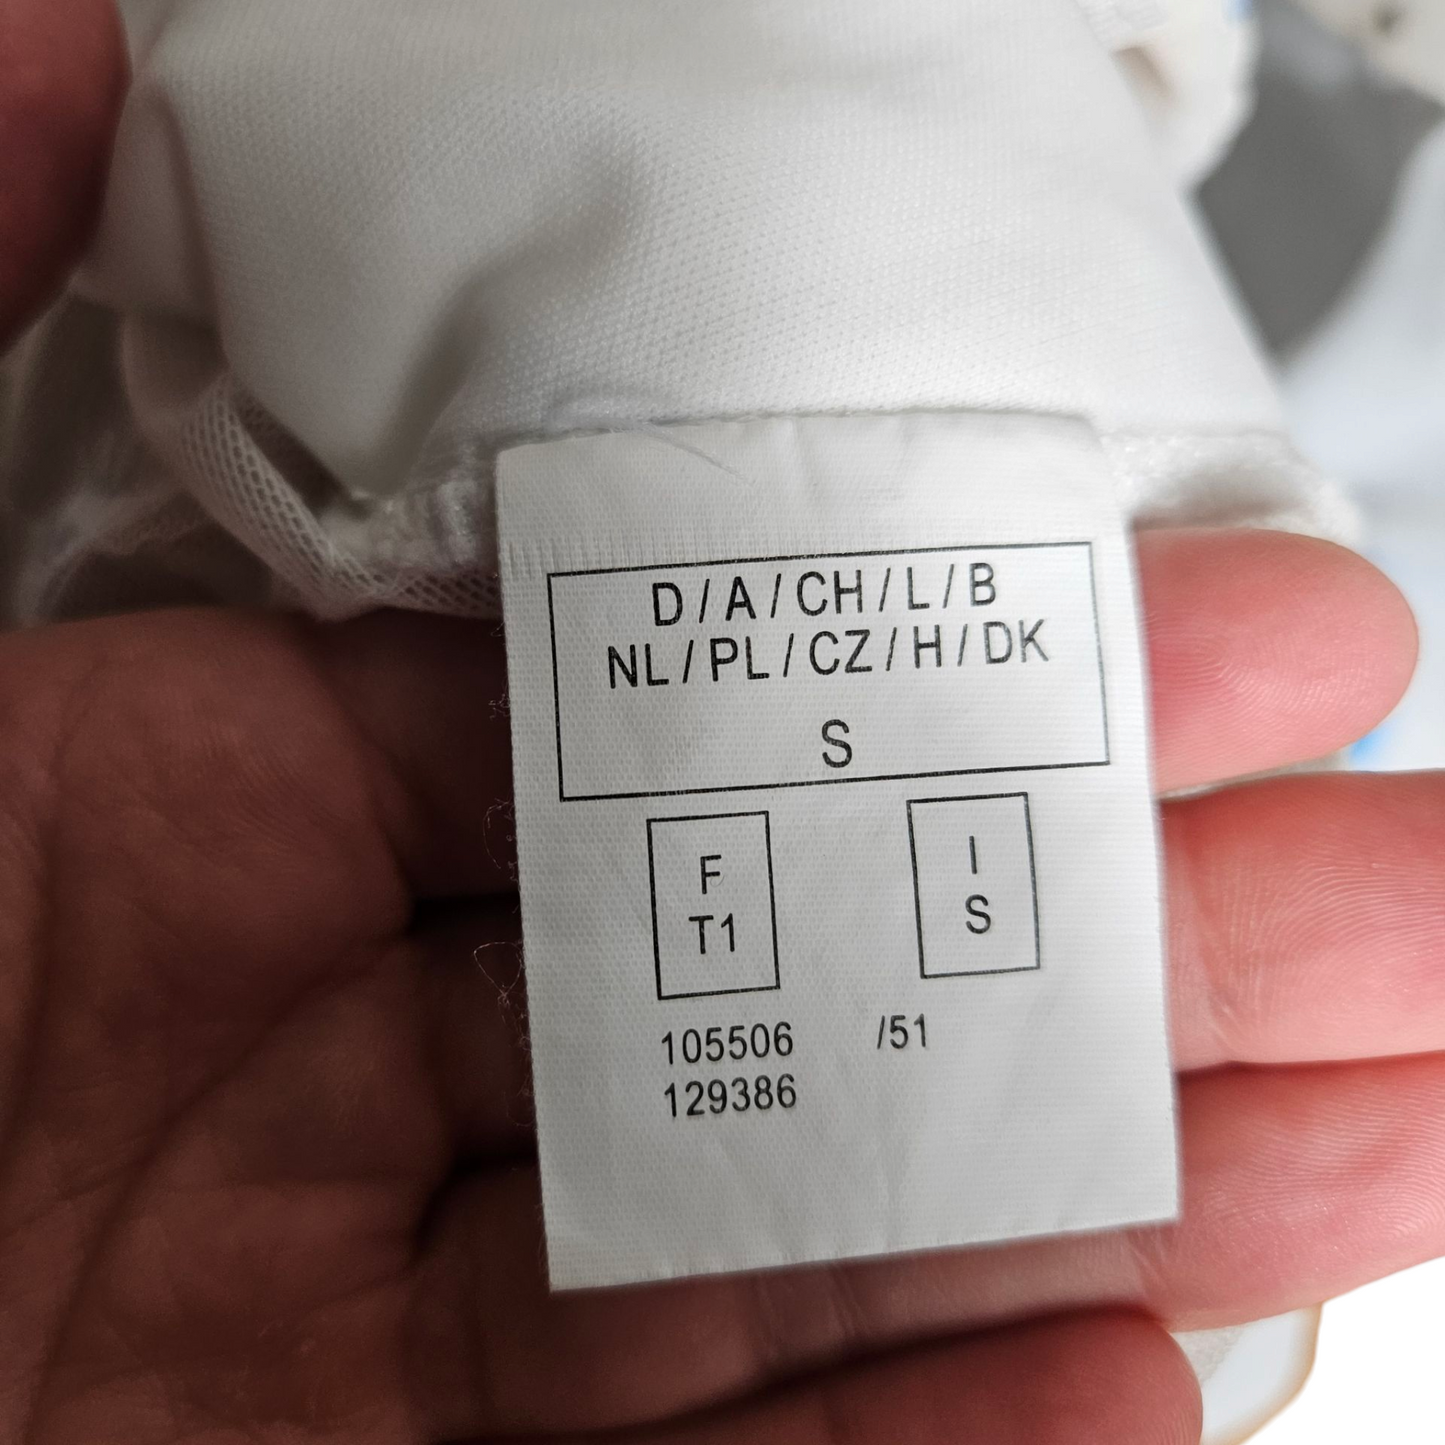 D / A / CH / L / B
NL / PL / CZ / H / DK
S
F
T1
I
S
105506 /51
129386